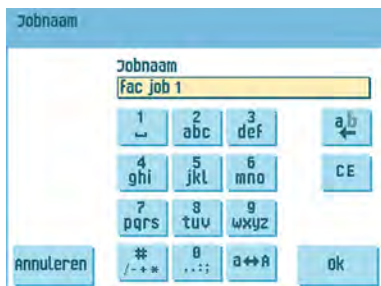 Jobnaam
Jobnaam
Fac job 1
1 2 3
␣ abc def a,b
4 5 6
ghi jkl mno CE
7 8 9
pqrs tuv wxyz
Annuleren # 0 a↔A ok
/-+* ,.:;